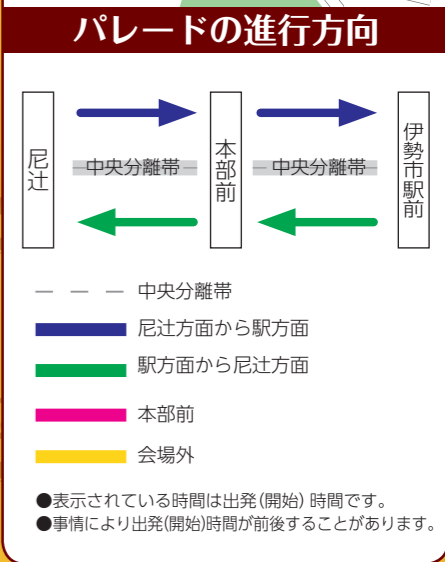 パレードの進行方向
尼辻
中央分離帯
本部前
中央分離帯
伊勢市駅前
中央分離帯
尼辻方面から駅方面
駅方面から尼辻方面
本部前
会場外
●表示されている時間は出発(開始) 時間です。
●事情により出発(開始)時間が前後することがあります。